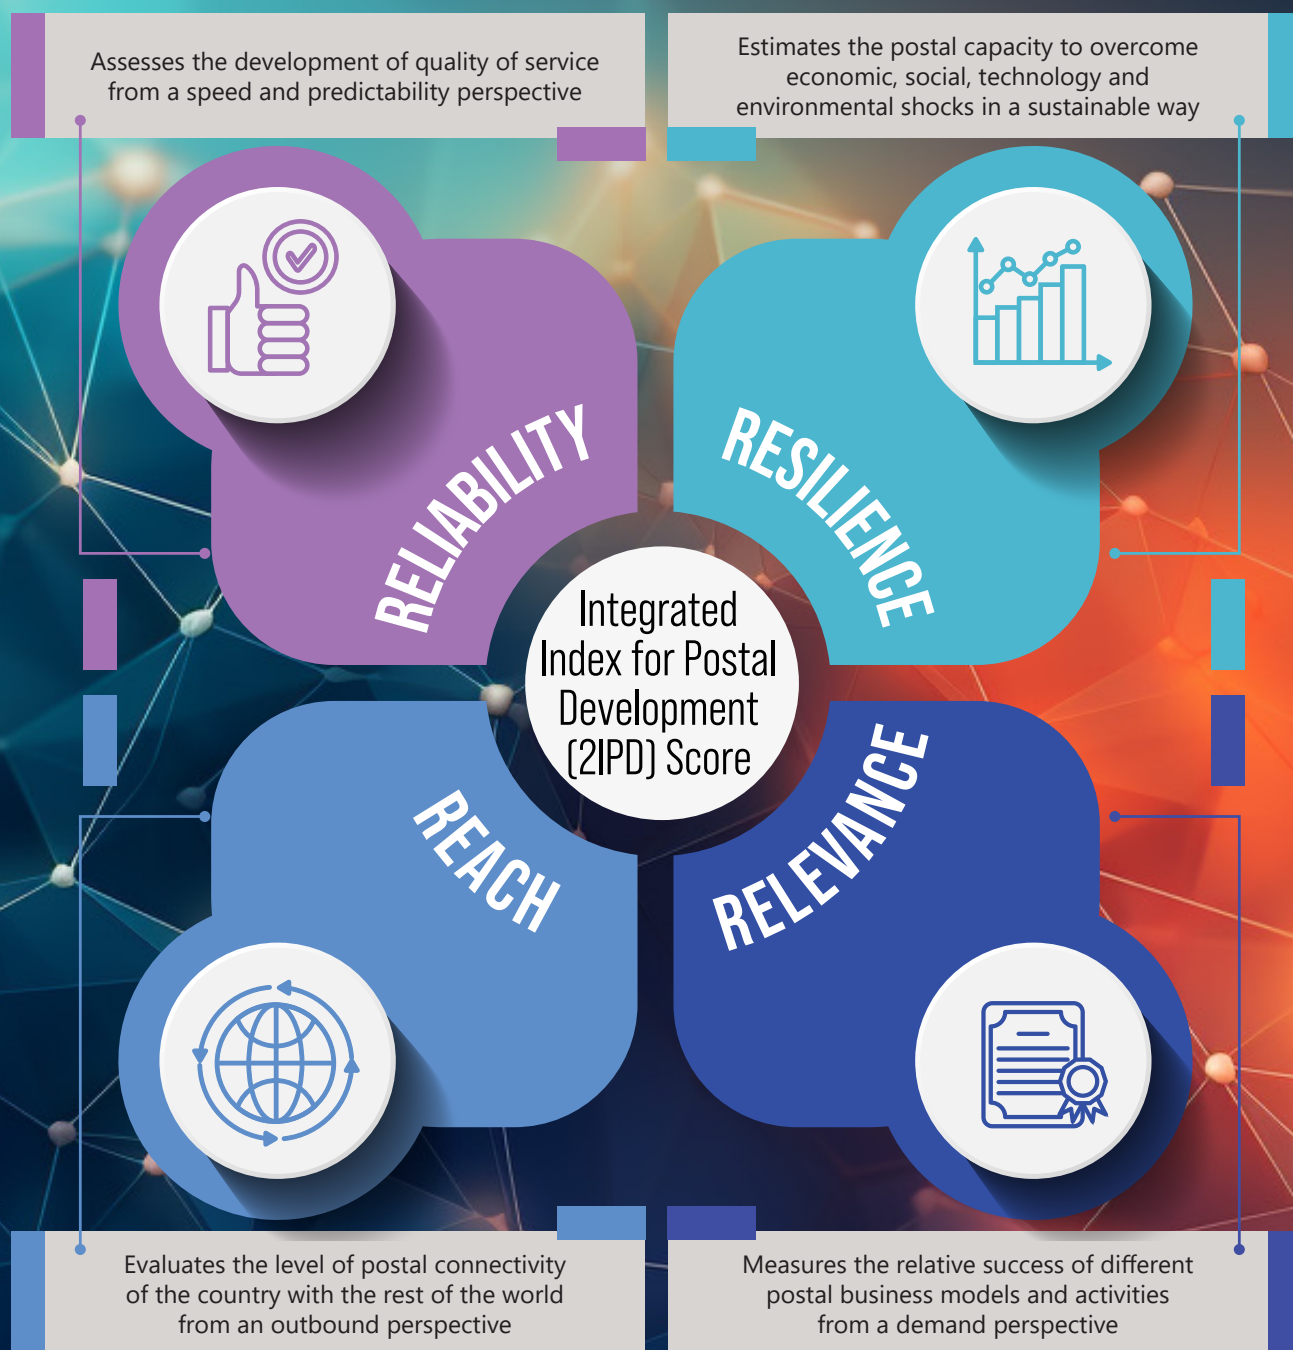 Assesses the development of quality of service
from a speed and predictability perspective
Estimates the postal capacity to overcome
economic, social, technology and
environmental shocks in a sustainable way
RELIABILITY
RESILIENCE
Integrated
Index for Postal
Development
(2IPD) Score
REACH
RELEVANCE
Evaluates the level of postal connectivity
of the country with the rest of the world
from an outbound perspective
Measures the relative success of different
postal business models and activities
from a demand perspective